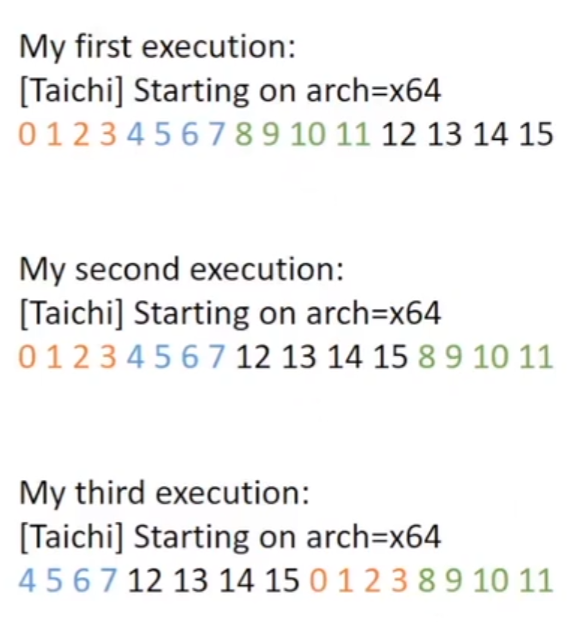 My first execution:
[Taichi] Starting on arch=x64
0 1 2 3 4 5 6 7 8 9 10 11 12 13 14 15
My second execution:
[Taichi] Starting on arch=x64
0 1 2 3 4 5 6 7 12 13 14 15 8 9 10 11
My third execution:
[Taichi] Starting on arch=x64
4 5 6 7 12 13 14 15 0 1 2 3 8 9 10 11